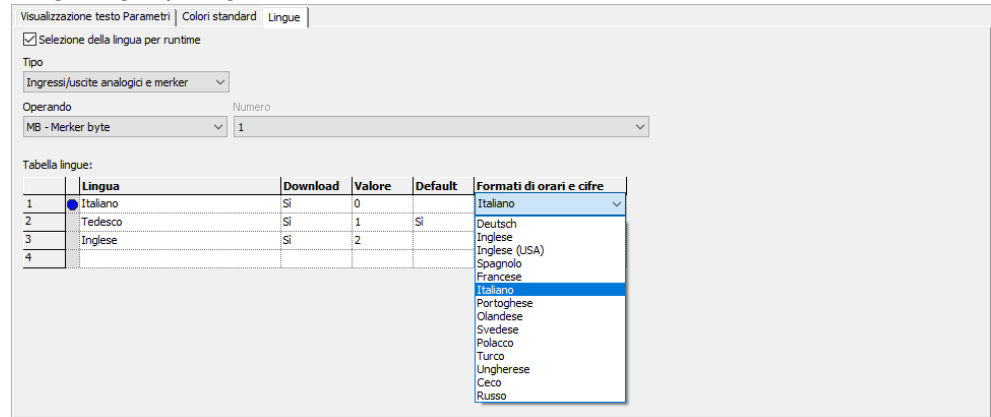 Visualizzazione testo Parametri Colori standard Lingue
Selezione della lingua per runtime
Tipo
Ingressi/uscite analogici e merker
Operando Numero
MB - Merker byte 1
Tabella lingue:
Lingua Download Valore Default Formati di orari e cifre
1 Italiano Sì 0 Italiano
2 Tedesco Sì 1 Sì
3 Inglese Sì 2
4
Deutsch
Inglese
Inglese (USA)
Spagnolo
Francese
Italiano
Portoghese
Olandese
Svedese
Polacco
Turco
Ungherese
Ceco
Russo